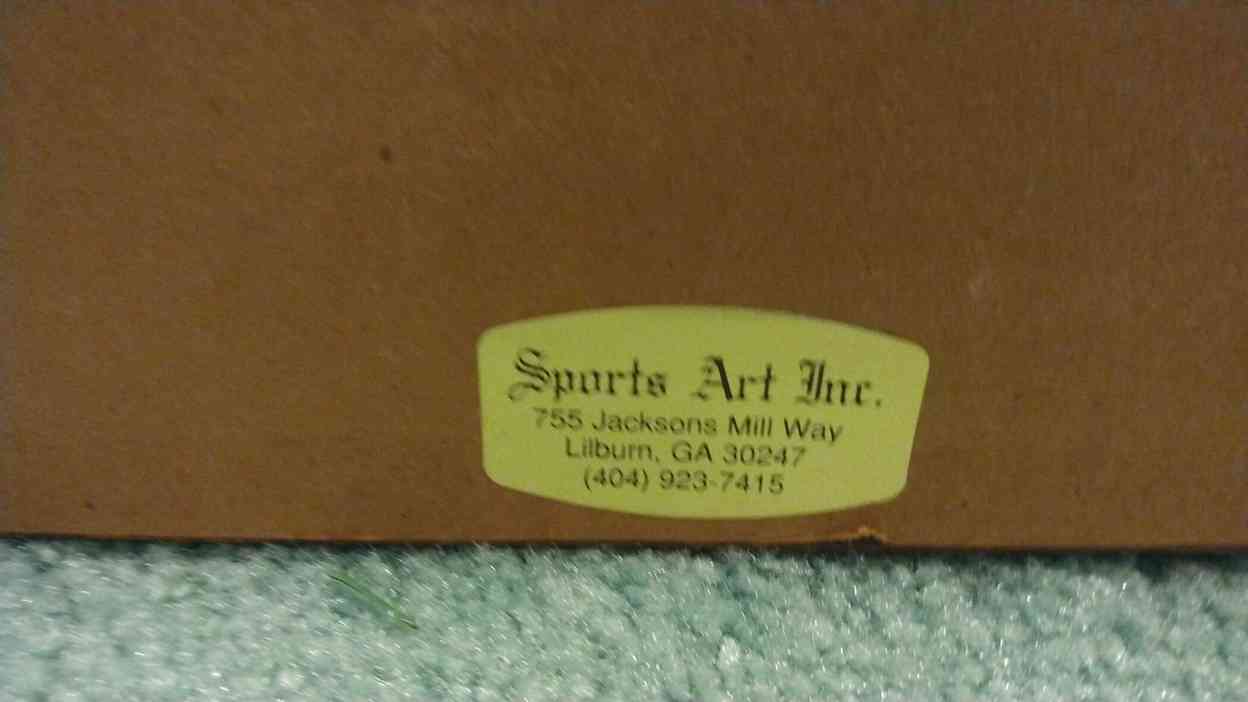 Sports Art Inc.
755 Jacksons Mill Way
Lilburn, GA 30247
(404) 923-7415